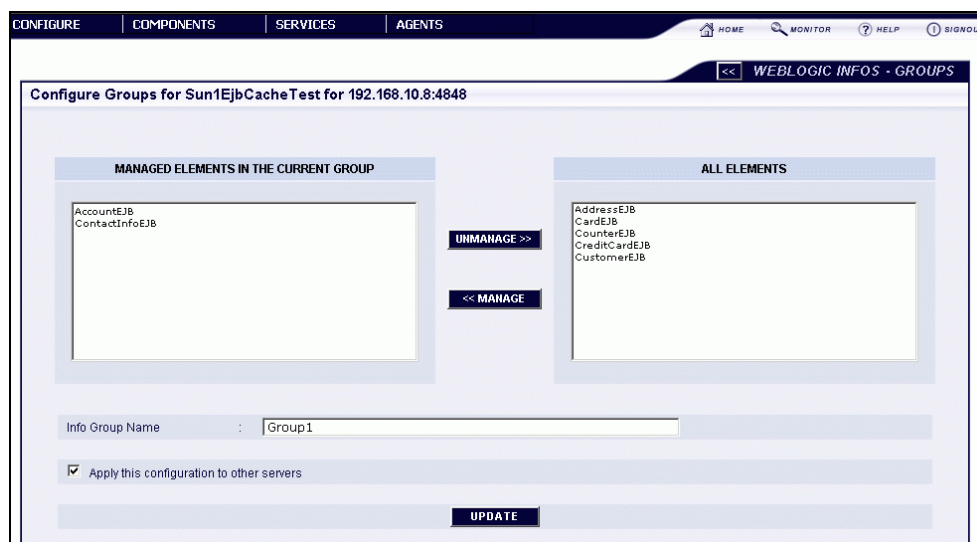 CONFIGURE COMPONENTS SERVICES AGENTS
HOME MONITOR ? HELP SIGNOU
<< WEBLOGIC INFOS - GROUPS
Configure Groups for Sun1EjbCacheTest for 192.168.10.8:4848
MANAGED ELEMENTS IN THE CURRENT GROUP
AccountEJB
ContactInfoEJB
UNMANAGE >>
<< MANAGE
ALL ELEMENTS
AddressEJB
CardEJB
CounterEJB
CreditCardEJB
CustomerEJB
Info Group Name : Group1
Apply this configuration to other servers
UPDATE